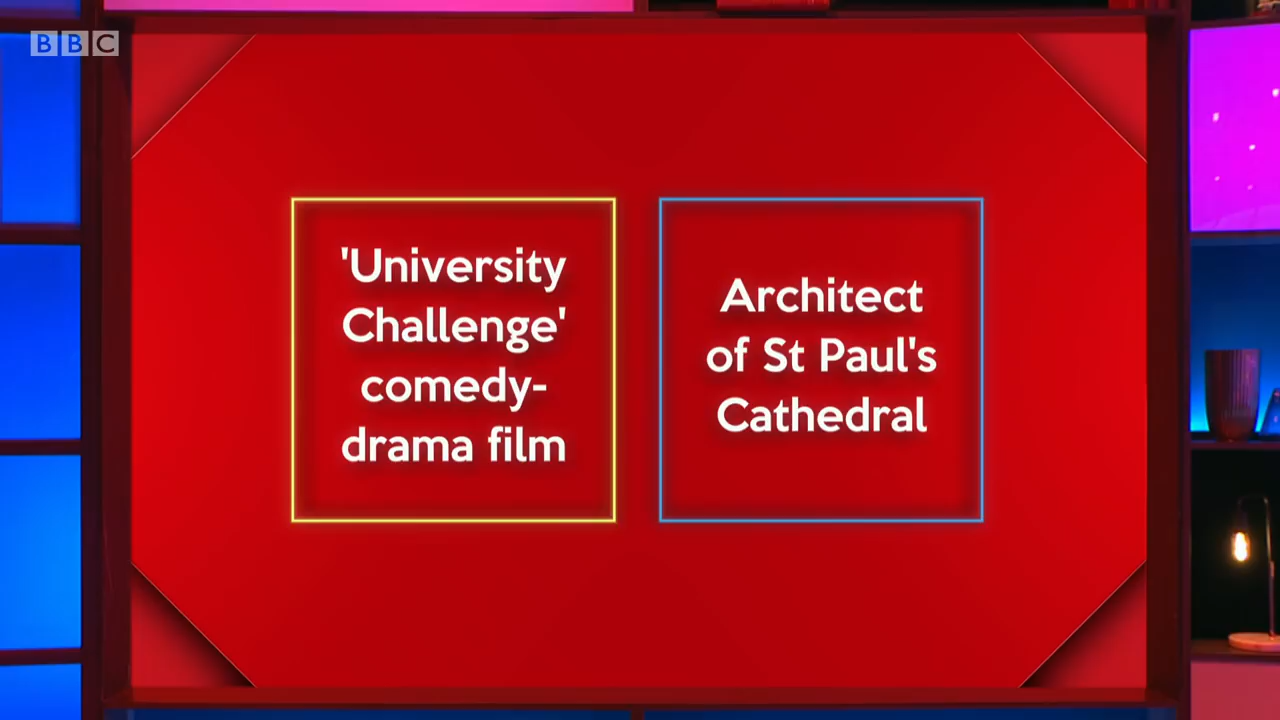 BBC
'University
Challenge'
comedy-
drama film
Architect
of St Paul's
Cathedral